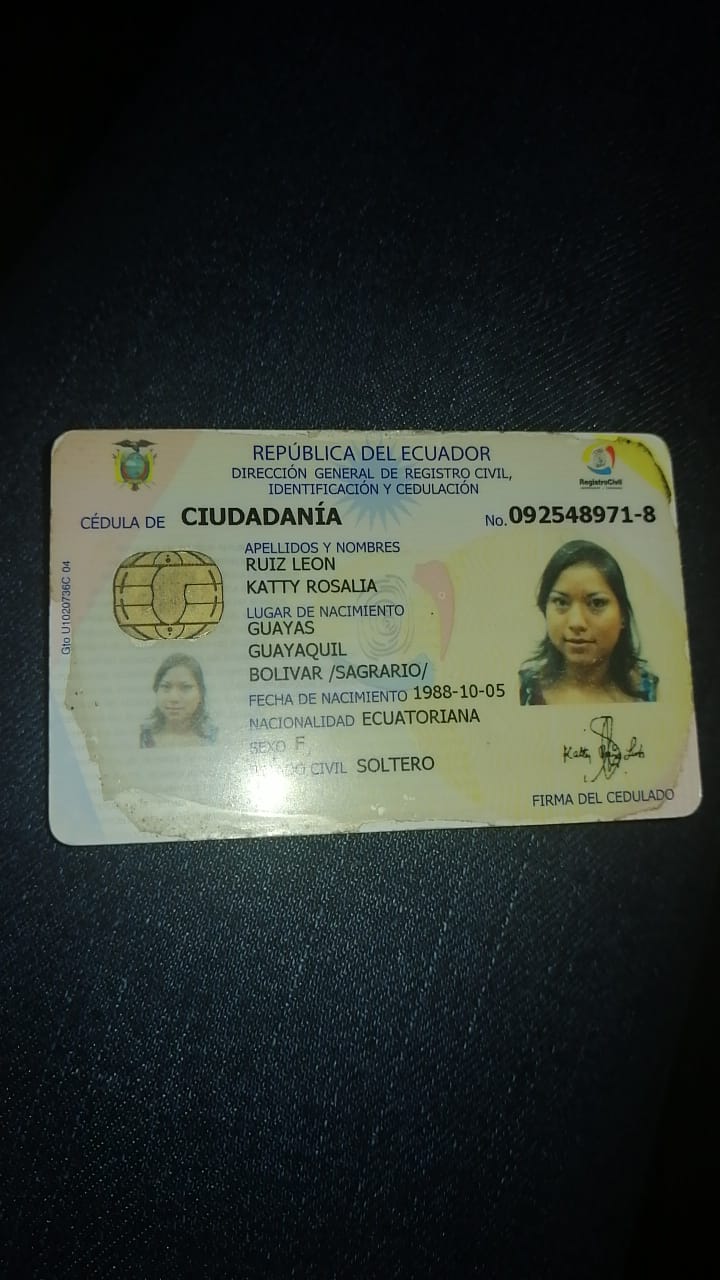 REPÚBLICA DEL ECUADOR
DIRECCIÓN GENERAL DE REGISTRO CIVIL,
IDENTIFICACIÓN Y CEDULACIÓN
RegistroCivil
CÉDULA DE CIUDADANÍA
No. 092548971-8
APELLIDOS Y NOMBRES
RUIZ LEON
KATTY ROSALIA
LUGAR DE NACIMIENTO
GUAYAS
GUAYAQUIL
BOLIVAR /SAGRARIO/
FECHA DE NACIMIENTO 1988-10-05
NACIONALIDAD ECUATORIANA
SEXO F
CIVIL SOLTERO
Katty
FIRMA DEL CEDULADO
Gto U1020736C 04